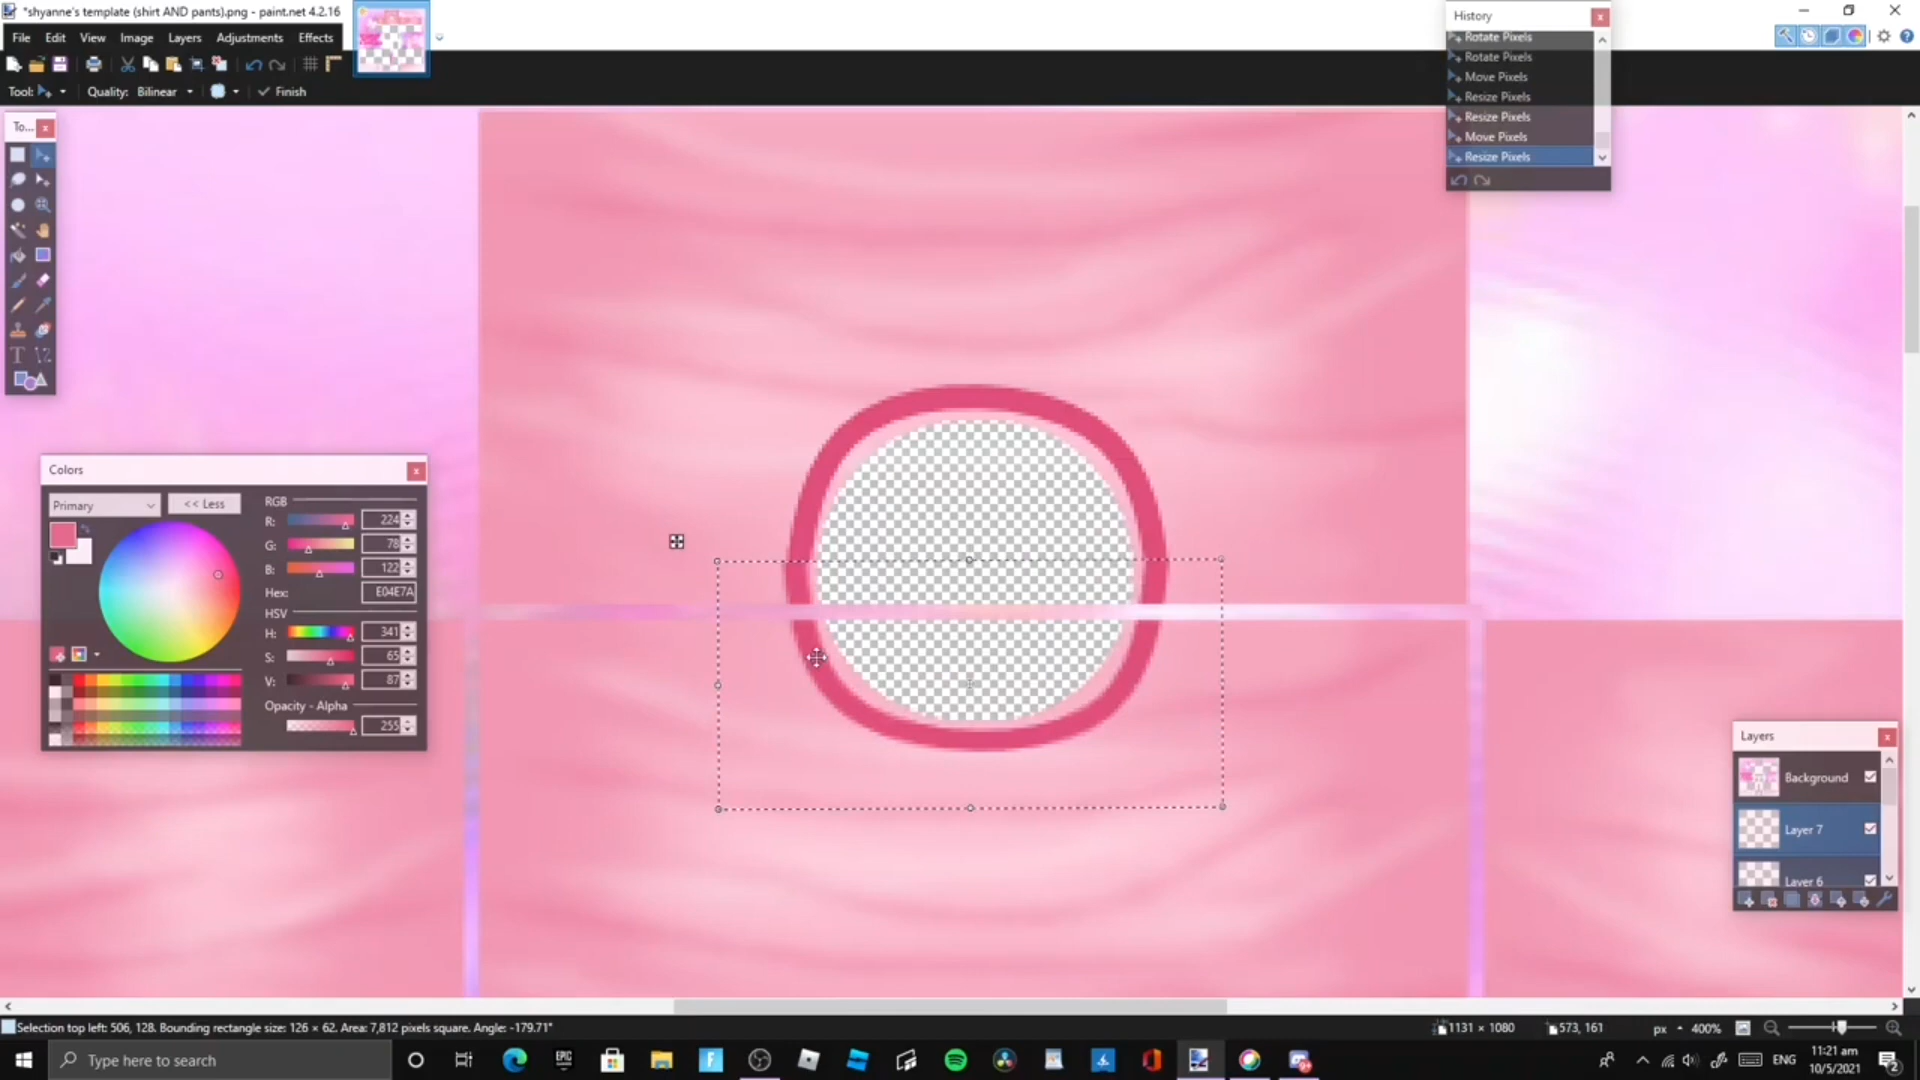 *shyanne's template (shirt AND pants).png - paint.net 4.2.16
File Edit View Image Layers Adjustments Effects
Tool: Quality: Bilinear Finish
To...
History
Rotate Pixels
Rotate Pixels
Move Pixels
Resize Pixels
Resize Pixels
Move Pixels
Resize Pixels
Colors
Primary
<< Less
RGB
R: 224
G: 78
B: 122
Hex: E04E7A
HSV
H: 341
S: 65
V: 87
Opacity - Alpha
255
Layers
Background
Layer 7
Layer 6
Selection top left: 506, 128. Bounding rectangle size: 126 × 62. Area: 7,812 pixels square. Angle: -179.71°
1131 × 1080
573, 161
px
400%
Type here to search
EPIC
ENG
11:21 am
10/5/2021
2